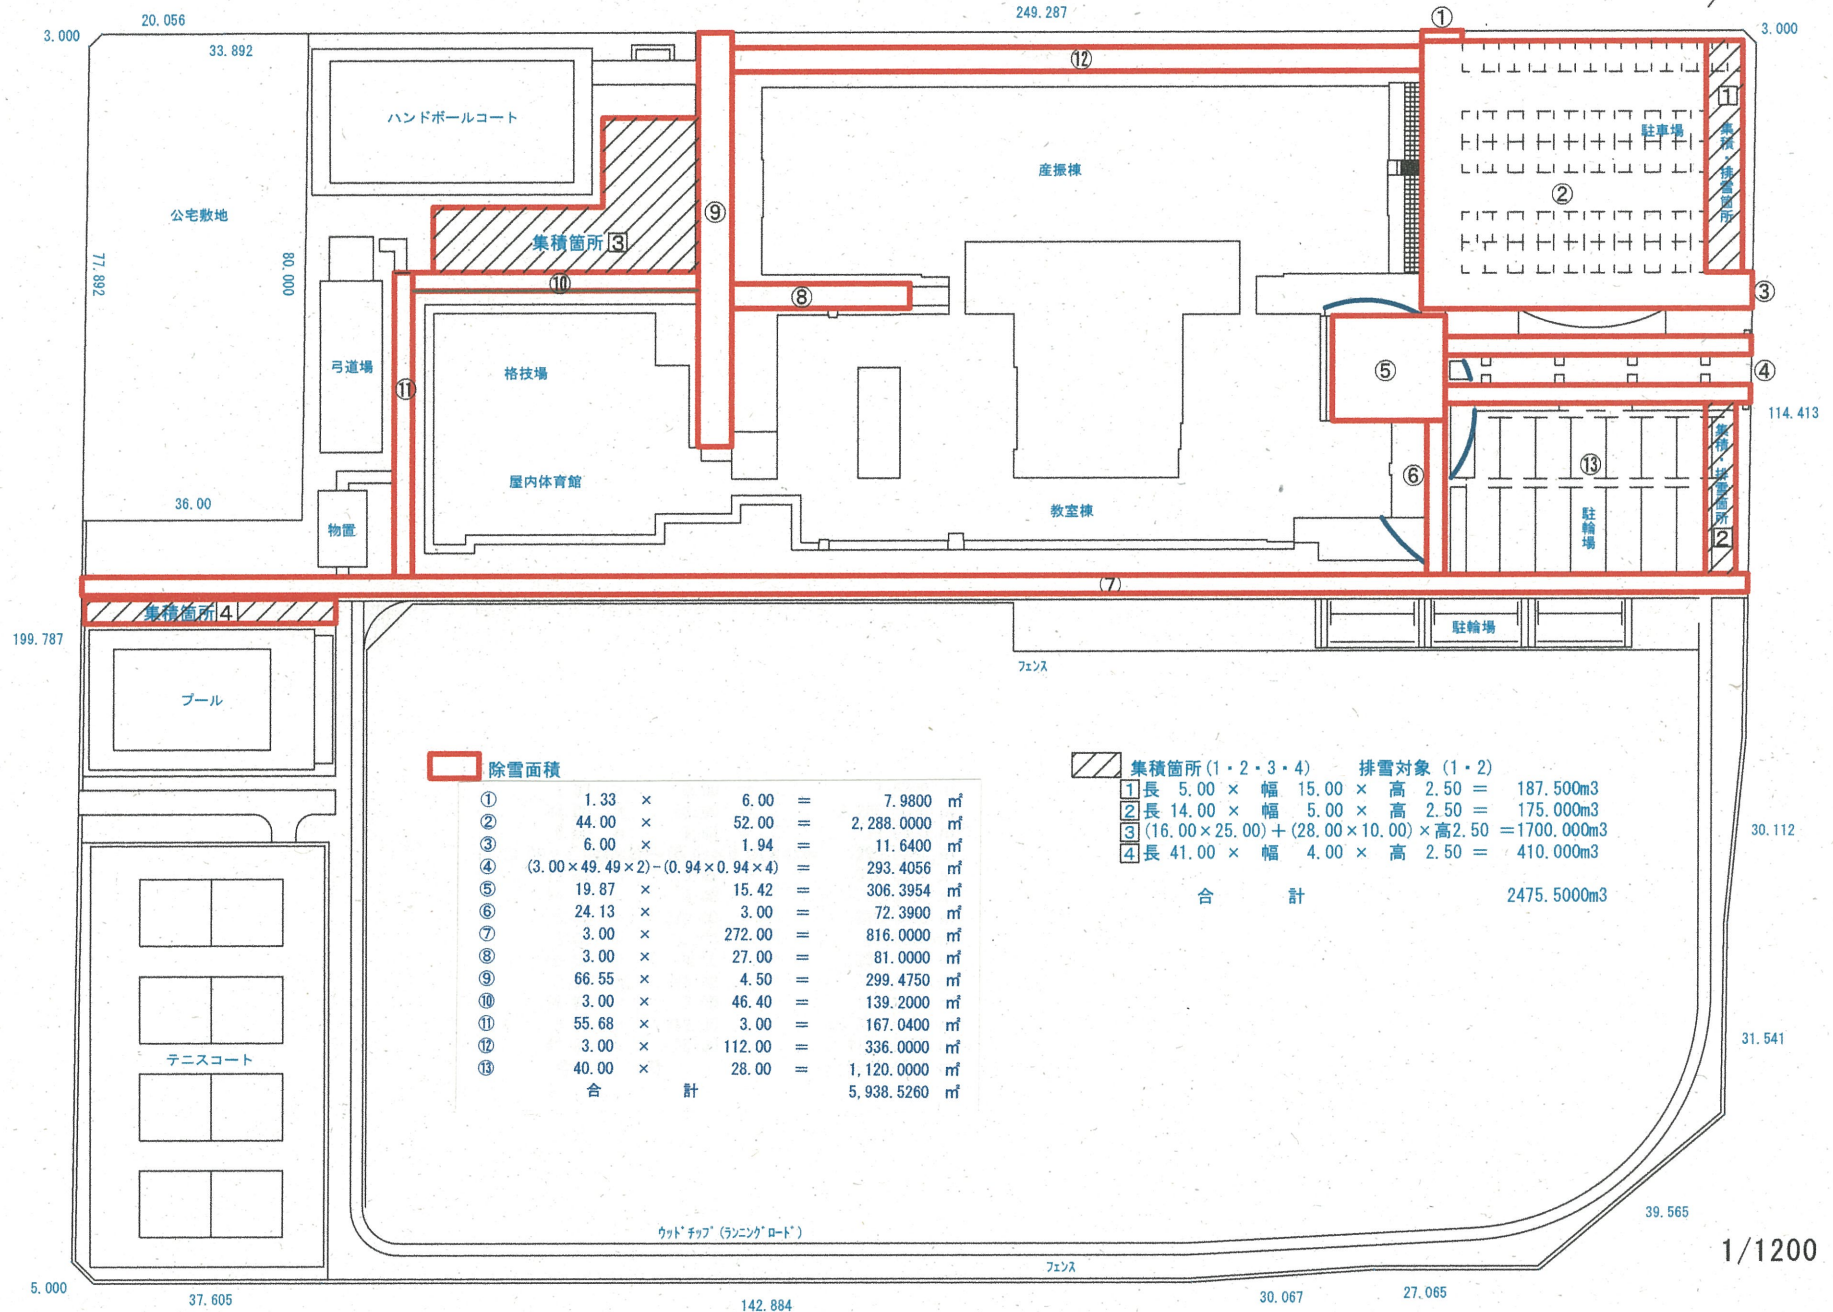 ①
20.056
249.287
3.000
3.000
33.892
⑫
ハンドボールコート
1
駐車場
集積・排雪箇所
産振棟
②
公宅敷地
⑨
集積箇所3
77.892
80.000
⑩
⑧
③
弓道場
格技場
⑪
⑤
④
114.413
集積・排雪箇所
2
⑬
⑥
屋内体育館
36.00
物置
教室棟
駐輪場
⑦
集積箇所4
199.787
駐輪場
フェンス
プール
除雪面積
① 1.33 × 6.00 = 7.9800 ㎡
② 44.00 × 52.00 = 2,288.0000 ㎡
③ 6.00 × 1.94 = 11.6400 ㎡
④ (3.00×49.49×2)-(0.94×0.94×4) = 293.4056 ㎡
⑤ 19.87 × 15.42 = 306.3954 ㎡
⑥ 24.13 × 3.00 = 72.3900 ㎡
⑦ 3.00 × 272.00 = 816.0000 ㎡
⑧ 3.00 × 27.00 = 81.0000 ㎡
⑨ 66.55 × 4.50 = 299.4750 ㎡
⑩ 3.00 × 46.40 = 139.2000 ㎡
⑪ 55.68 × 3.00 = 167.0400 ㎡
⑫ 3.00 × 112.00 = 336.0000 ㎡
⑬ 40.00 × 28.00 = 1,120.0000 ㎡
合 計 5,938.5260 ㎡
集積箇所(1・2・3・4) 排雪対象 (1・2)
1長 5.00 × 幅 15.00 × 高 2.50 = 187.500m3
2長 14.00 × 幅 5.00 × 高 2.50 = 175.000m3
3(16.00×25.00)+(28.00×10.00)×高2.50 =1700.000m3
4長 41.00 × 幅 4.00 × 高 2.50 = 410.000m3
合 計 2475.5000m3
30.112
31.541
テニスコート
39.565
ウッドチップ(ランニングロード)
フェンス
1/1200
5.000
37.605
142.884
30.067
27.065